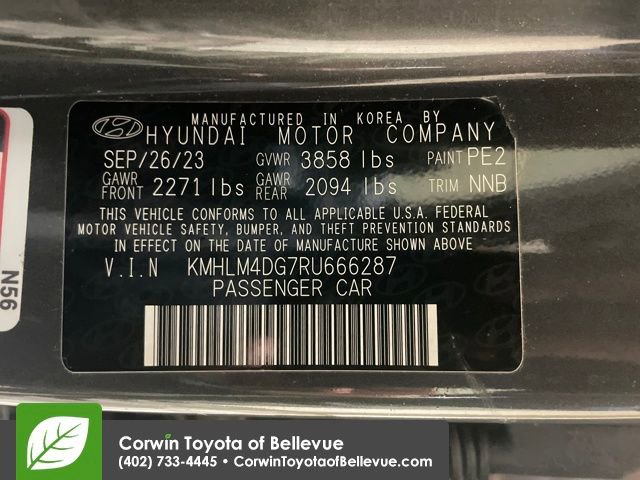 MANUFACTURED IN KOREA BY
HYUNDAI MOTOR COMPANY
SEP/26/23 GVWR 3858 lbs PAINT PE2
GAWR FRONT 2271 lbs GAWR REAR 2094 lbs TRIM NNB
THIS VEHICLE CONFORMS TO ALL APPLICABLE U.S.A. FEDERAL
MOTOR VEHICLE SAFETY, BUMPER, AND THEFT PREVENTION STANDARDS
IN EFFECT ON THE DATE OF MANUFACTURE SHOWN ABOVE
V.I.N KMHLM4DG7RU666287
PASSENGER CAR
N56
Corwin Toyota of Bellevue
(402) 733-4445 • CorwinToyotaofBellevue.com